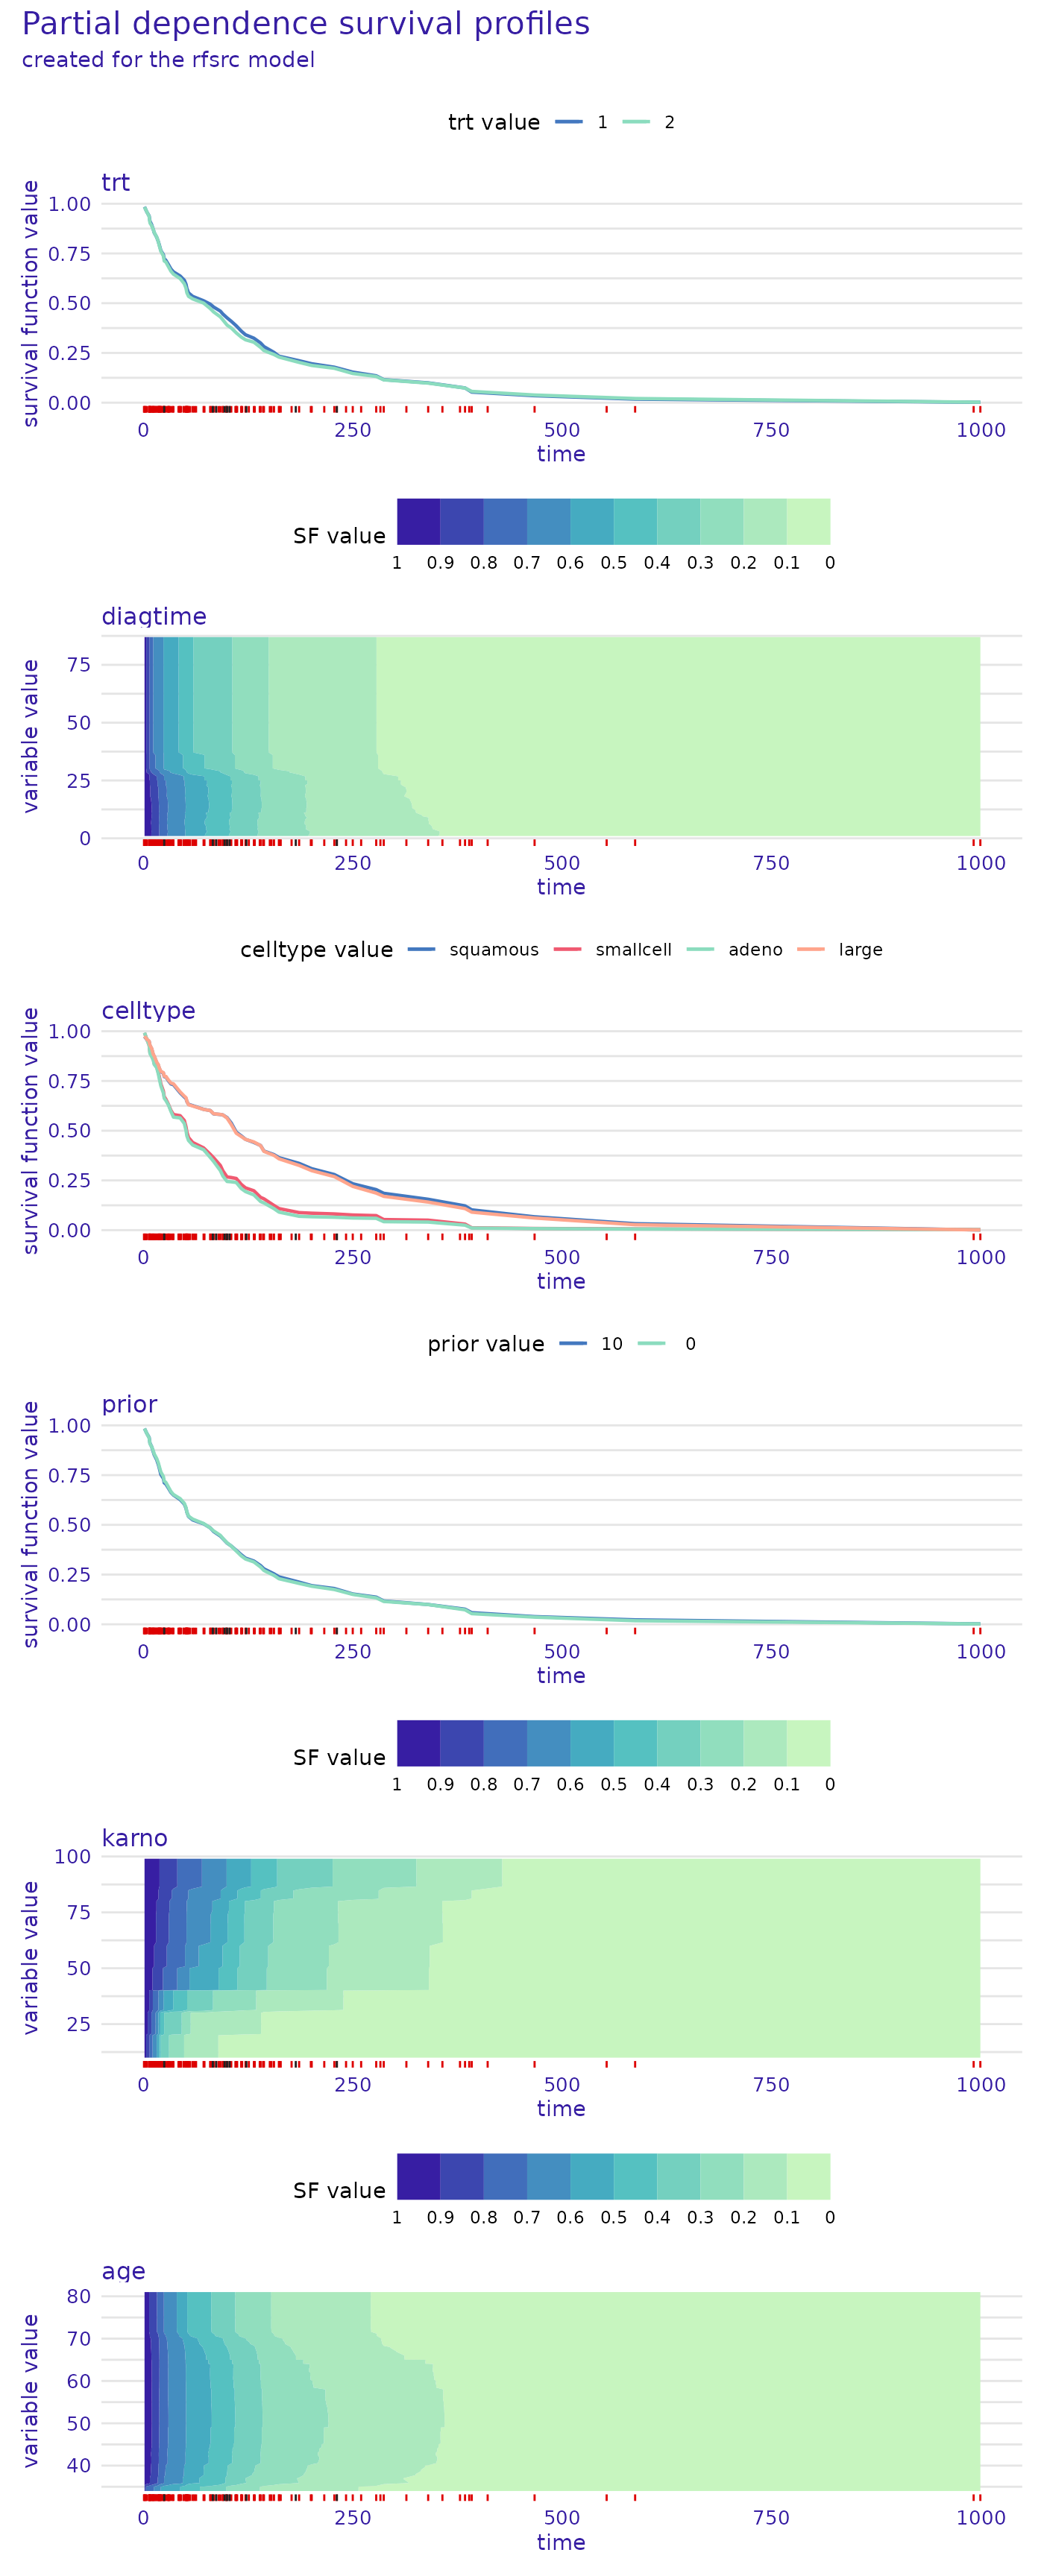 Partial dependence survival profiles
created for the rfsrc model
trt value 1 2
trt
survival function value
1.00
0.75
0.50
0.25
0.00
0 250 500 750 1000
time
SF value
1 0.9 0.8 0.7 0.6 0.5 0.4 0.3 0.2 0.1 0
diagtime
variable value
75
50
25
0
0 250 500 750 1000
time
celltype value squamous smallcell adeno large
celltype
survival function value
1.00
0.75
0.50
0.25
0.00
0 250 500 750 1000
time
prior value 10 0
prior
survival function value
1.00
0.75
0.50
0.25
0.00
0 250 500 750 1000
time
SF value
1 0.9 0.8 0.7 0.6 0.5 0.4 0.3 0.2 0.1 0
karno
variable value
100
75
50
25
0 250 500 750 1000
time
SF value
1 0.9 0.8 0.7 0.6 0.5 0.4 0.3 0.2 0.1 0
age
variable value
80
70
60
50
40
0 250 500 750 1000
time